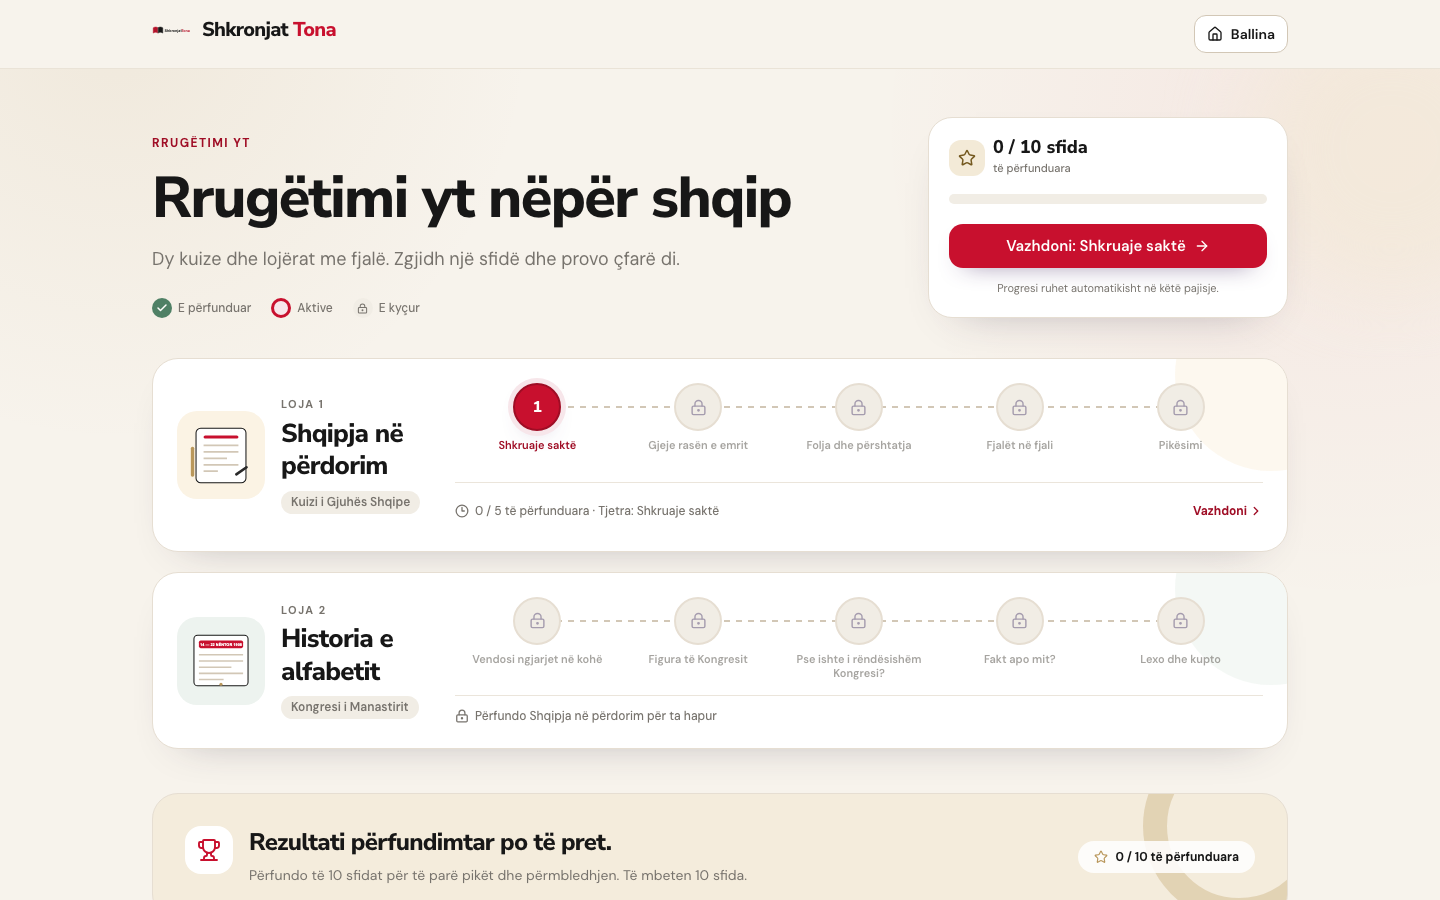 Shkronjat Tona
Ballina
RRUGËTIMI YT
Rrugëtimi yt nëpër shqip
Dy kuize dhe lojërat me fjalë. Zgjidh një sfidë dhe provo çfarë di.
E përfunduar
Aktive
E kyçur
0 / 10 sfida
të përfunduara
Vazhdoni: Shkruaje saktë
Progresi ruhet automatikisht në këtë pajisje.
LOJA 1
Shqipja në
përdorim
Kuizi i Gjuhës Shqipe
1
Shkruaje saktë
Gjeje rasën e emrit
Folja dhe përshtatja
Fjalët në fjali
Pikësimi
0 / 5 të përfunduara · Tjetra: Shkruaje saktë
Vazhdoni
LOJA 2
Historia e
alfabetit
Kongresi i Manastirit
Vendosi ngjarjet në kohë
Figura të Kongresit
Pse ishte i rëndësishëm
Kongresi?
Fakt apo mit?
Lexo dhe kupto
Përfundo Shqipja në përdorim për ta hapur
Rezultati përfundimtar po të pret.
Përfundo të 10 sfidat për të parë pikët dhe përmbledhjen. Të mbeten 10 sfida.
0 / 10 të përfunduara